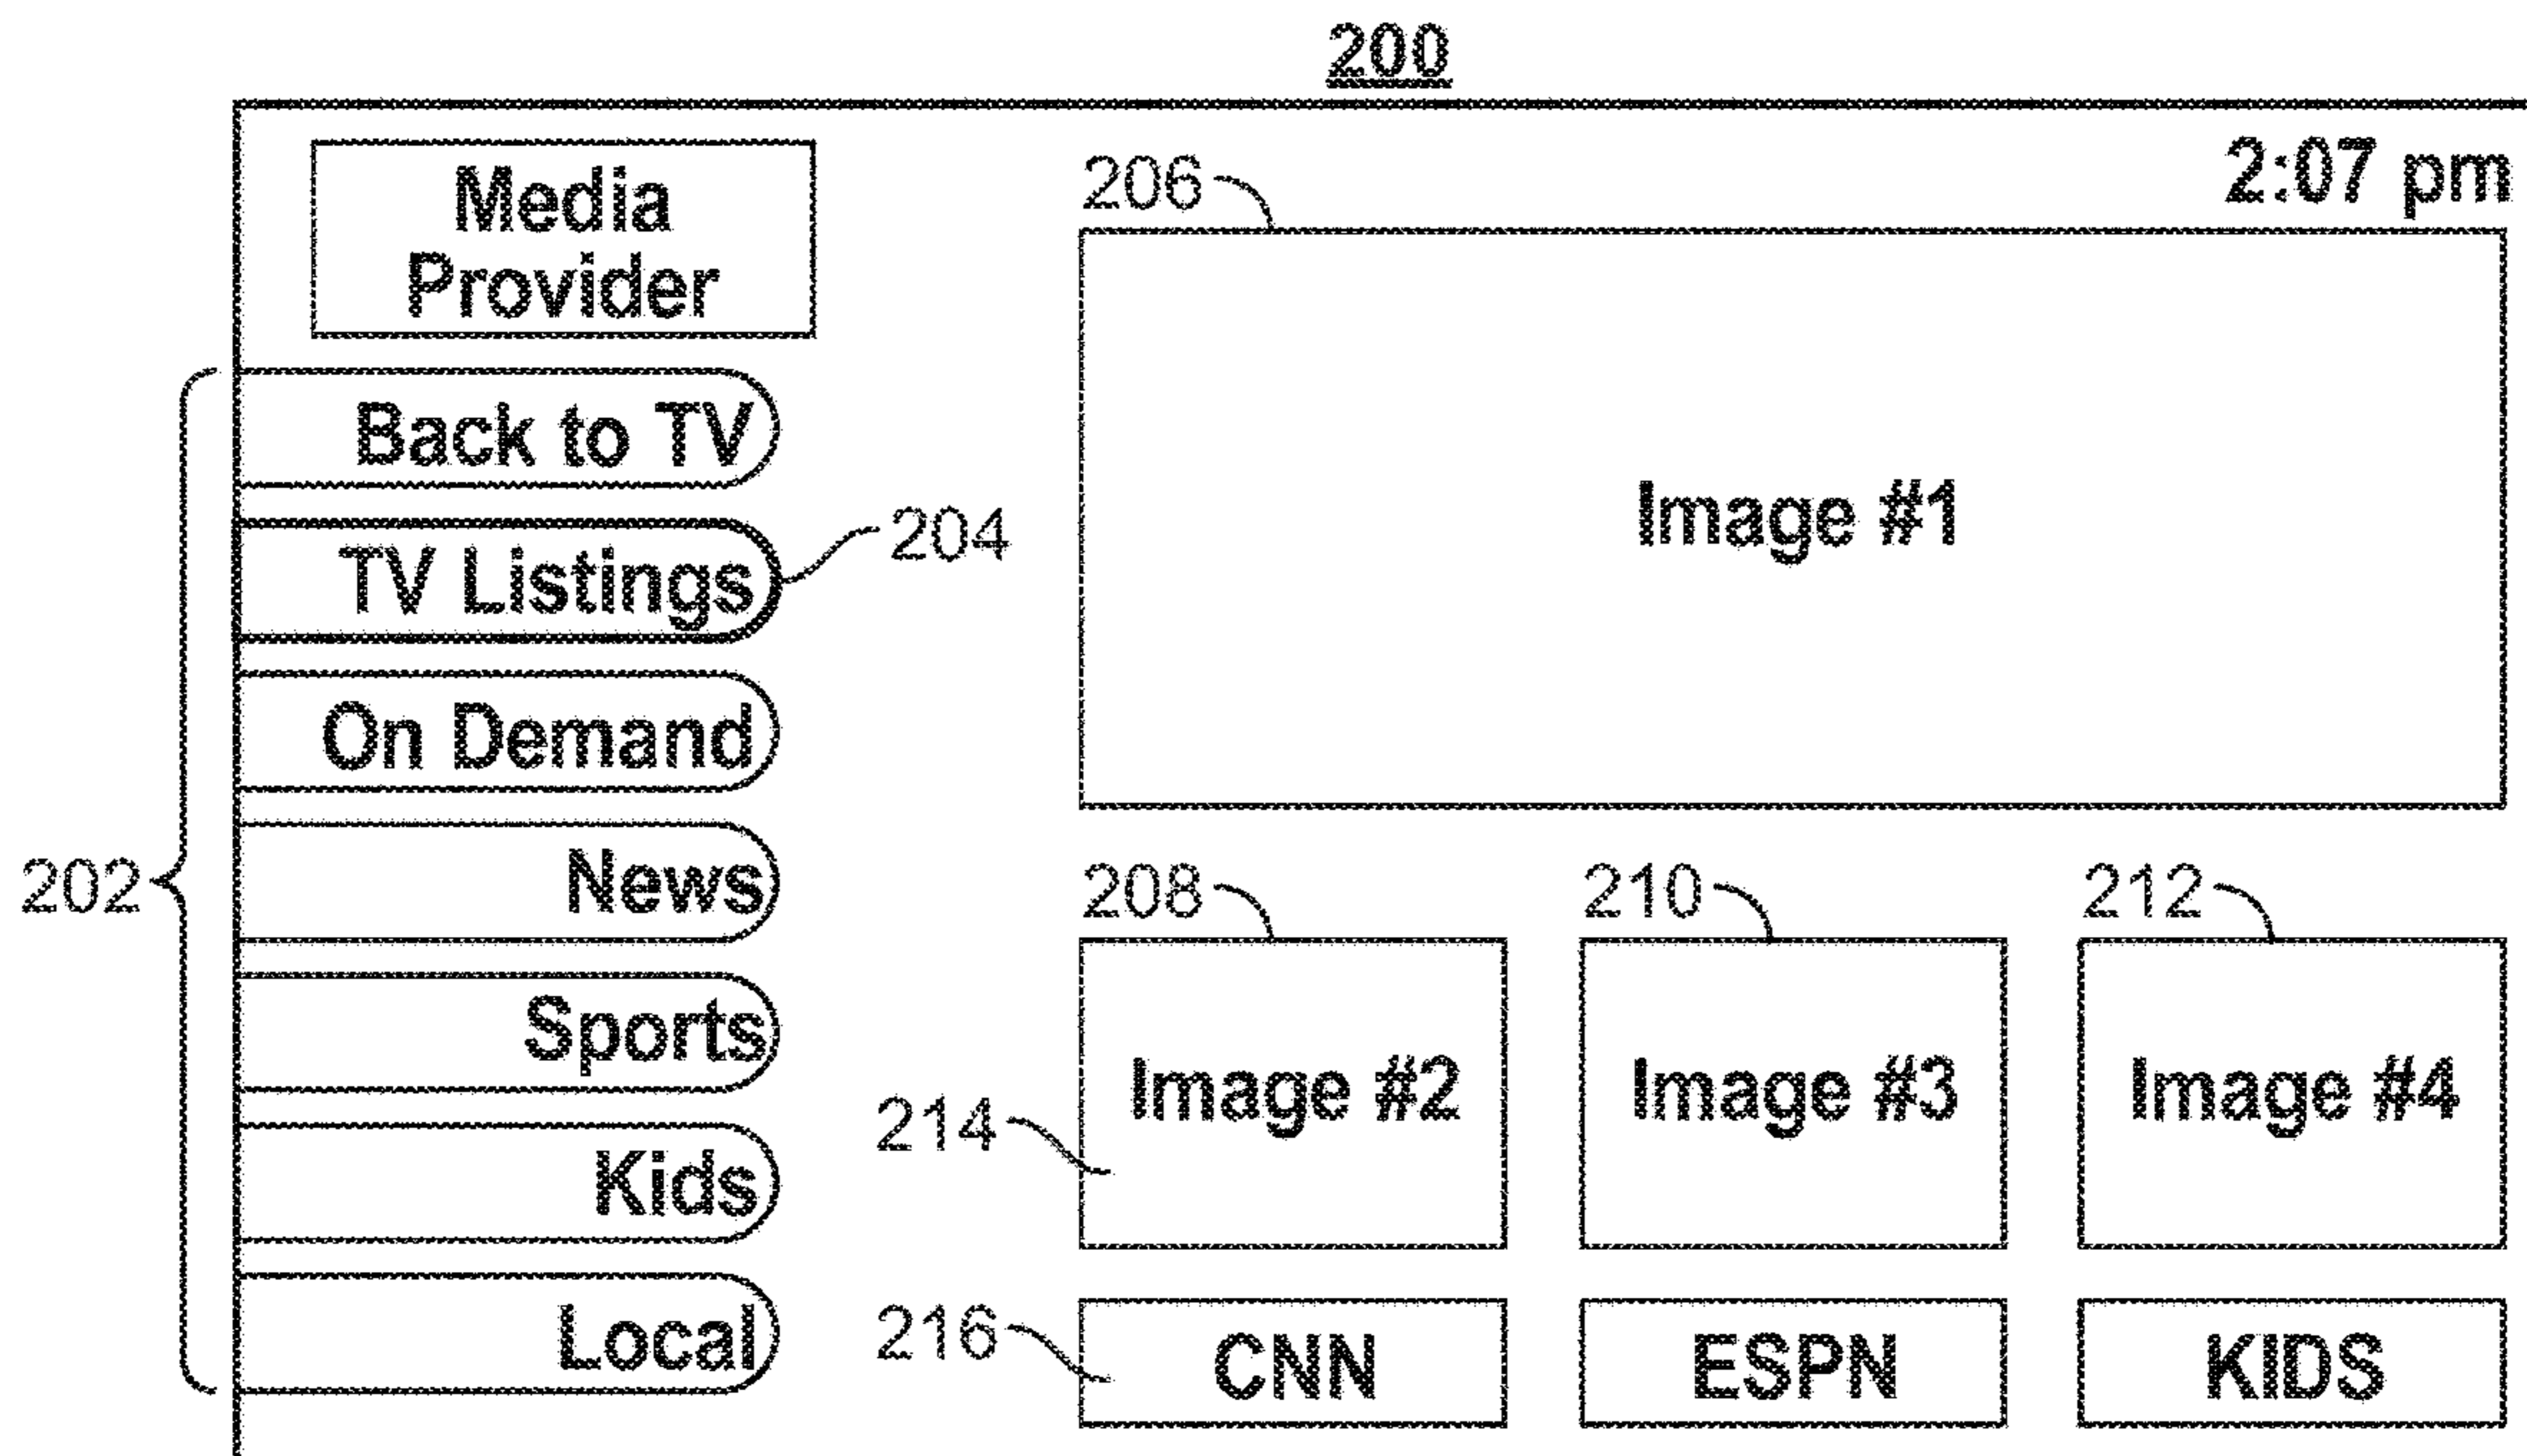 200
2:07 pm
Media
Provider
206
Back to TV
Image #1
TV Listings
204
On Demand
News
202
208
210
212
Sports
Image #2
Image #3
Image #4
214
Kids
Local
216
CNN
ESPN
KIDS